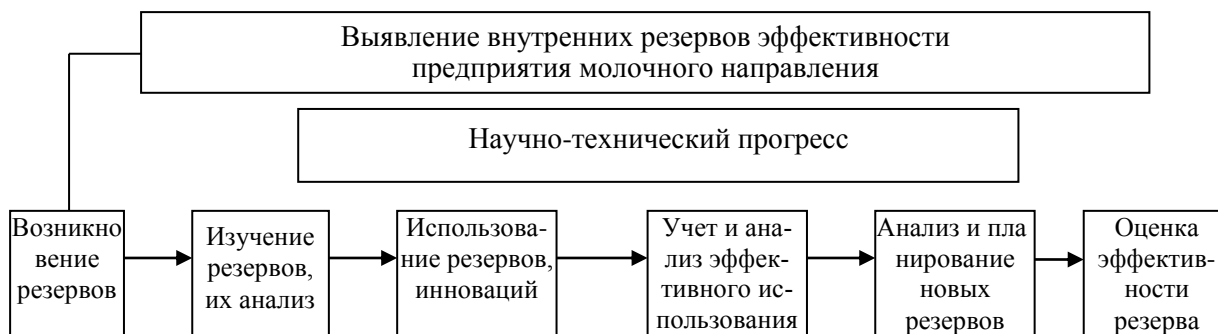 Выявление внутренних резервов эффективности
предприятия молочного направления
Научно-технический прогресс
Возникно
вение
резервов
Изучение
резервов,
их анализ
Использова-
ние резервов,
инноваций
Учет и ана-
лиз эффек-
тивного ис-
пользования
Анализ и пла
нирование
новых
резервов
Оценка
эффектив-
ности
резерва